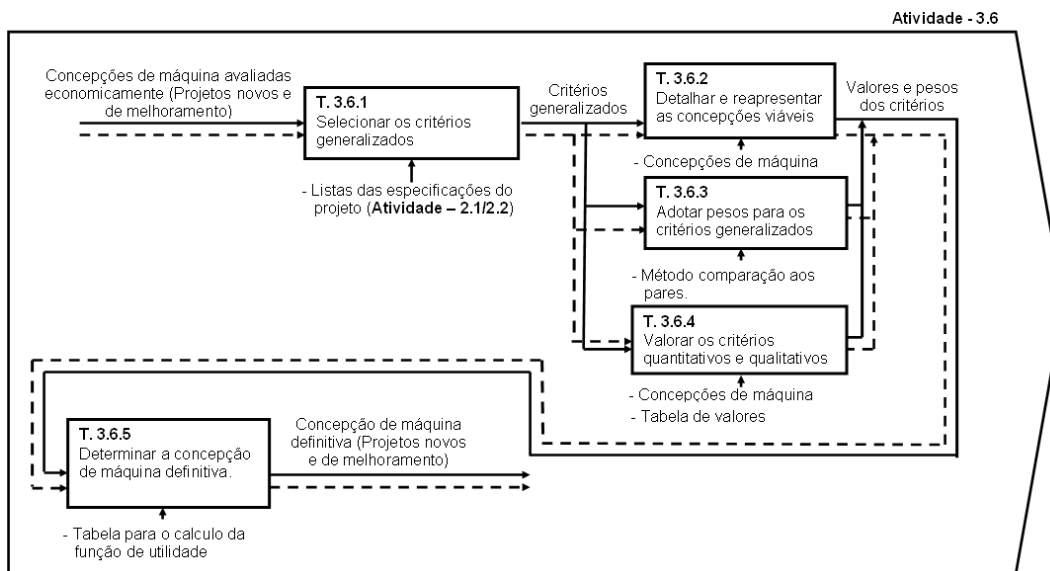 Atividade - 3.6
Concepções de máquina avaliadas
economicamente (Projetos novos e
de melhoramento)
T. 3.6.1
Selecionar os critérios
generalizados
- Listas das especificações do
projeto (Atividade – 2.1/2.2)
Critérios
generalizados
T. 3.6.2
Detalhar e reapresentar
as concepções viáveis
- Concepções de máquina
Valores e pesos
dos critérios
T. 3.6.3
Adotar pesos para os
critérios generalizados
- Método comparação aos
pares.
T. 3.6.4
Valorar os critérios
quantitativos e qualitativos
- Concepções de máquina
- Tabela de valores
T. 3.6.5
Determinar a concepção
de máquina definitiva.
- Tabela para o calculo da
função de utilidade
Concepção de máquina
definitiva (Projetos novos
e de melhoramento)